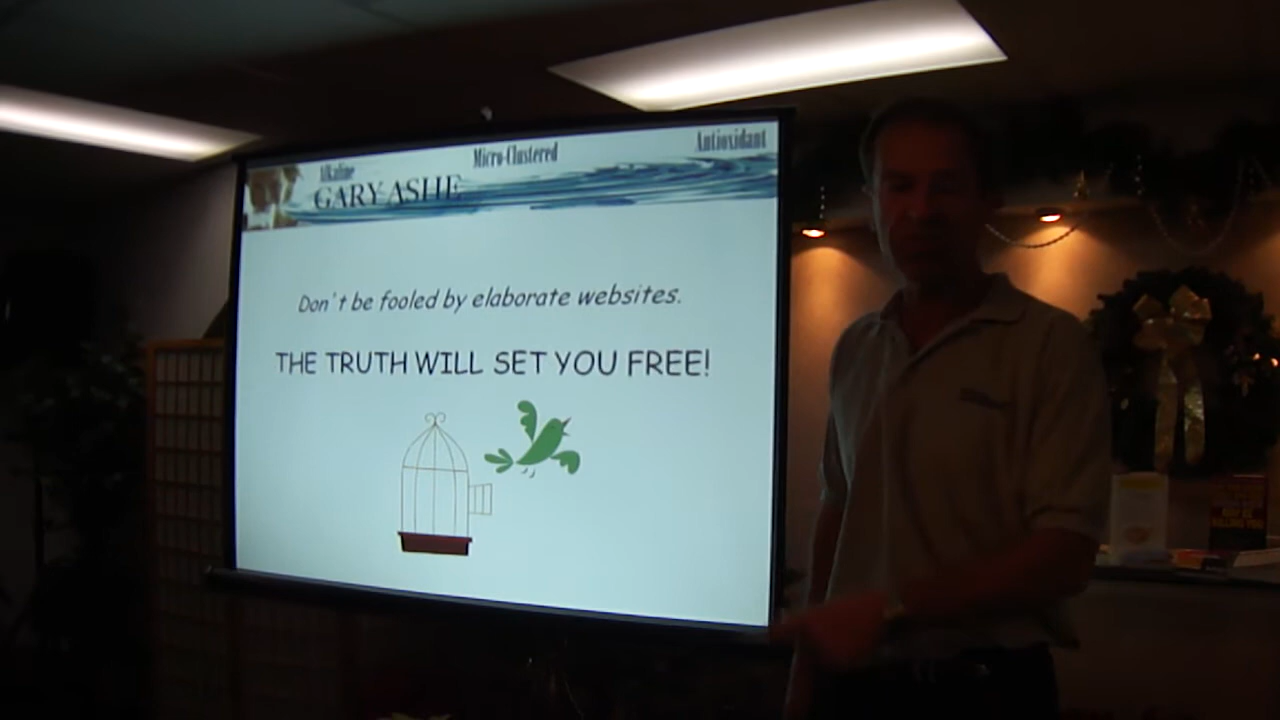 Alkaline
Micro-Clustered
Antioxidant
GARY ASHE
Don't be fooled by elaborate websites.
THE TRUTH WILL SET YOU FREE!